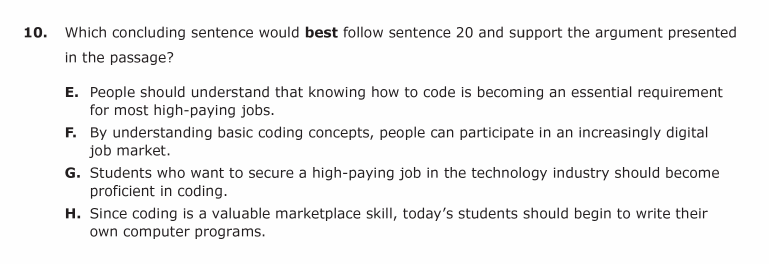 10. Which concluding sentence would best follow sentence 20 and support the argument presented
in the passage?
E. People should understand that knowing how to code is becoming an essential requirement
for most high-paying jobs.
F. By understanding basic coding concepts, people can participate in an increasingly digital
job market.
G. Students who want to secure a high-paying job in the technology industry should become
proficient in coding.
H. Since coding is a valuable marketplace skill, today’s students should begin to write their
own computer programs.